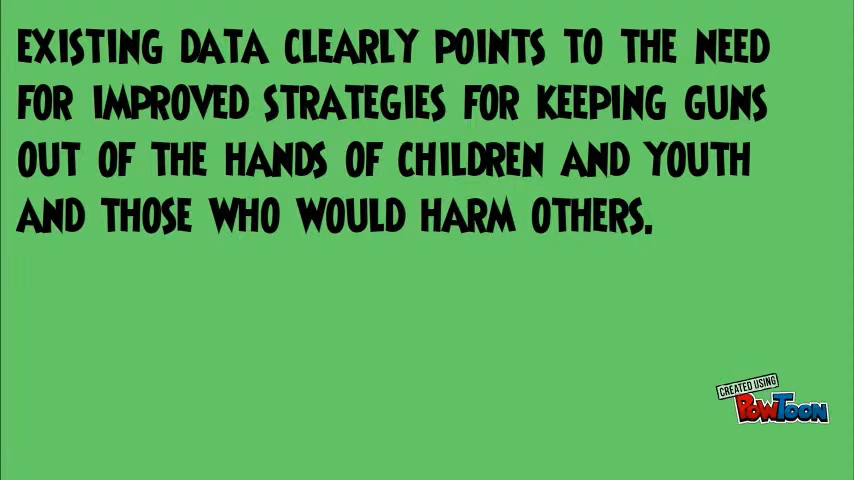 EXISTING DATA CLEARLY POINTS TO THE NEED
FOR IMPROVED STRATEGIES FOR KEEPING GUNS
OUT OF THE HANDS OF CHILDREN AND YOUTH
AND THOSE WHO WOULD HARM OTHERS.
CREATED USING
POWTOON